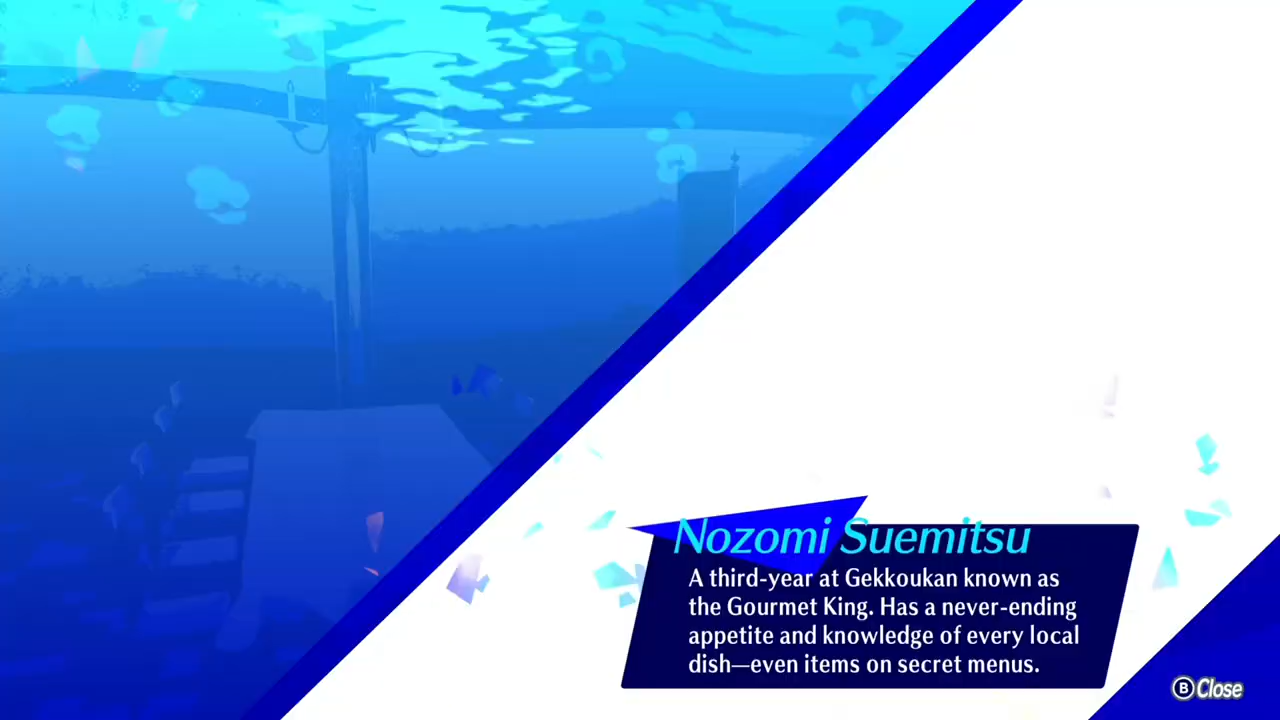 Nozomi Suemitsu
A third-year at Gekkoukan known as
the Gourmet King. Has a never-ending
appetite and knowledge of every local
dish—even items on secret menus.
B Close